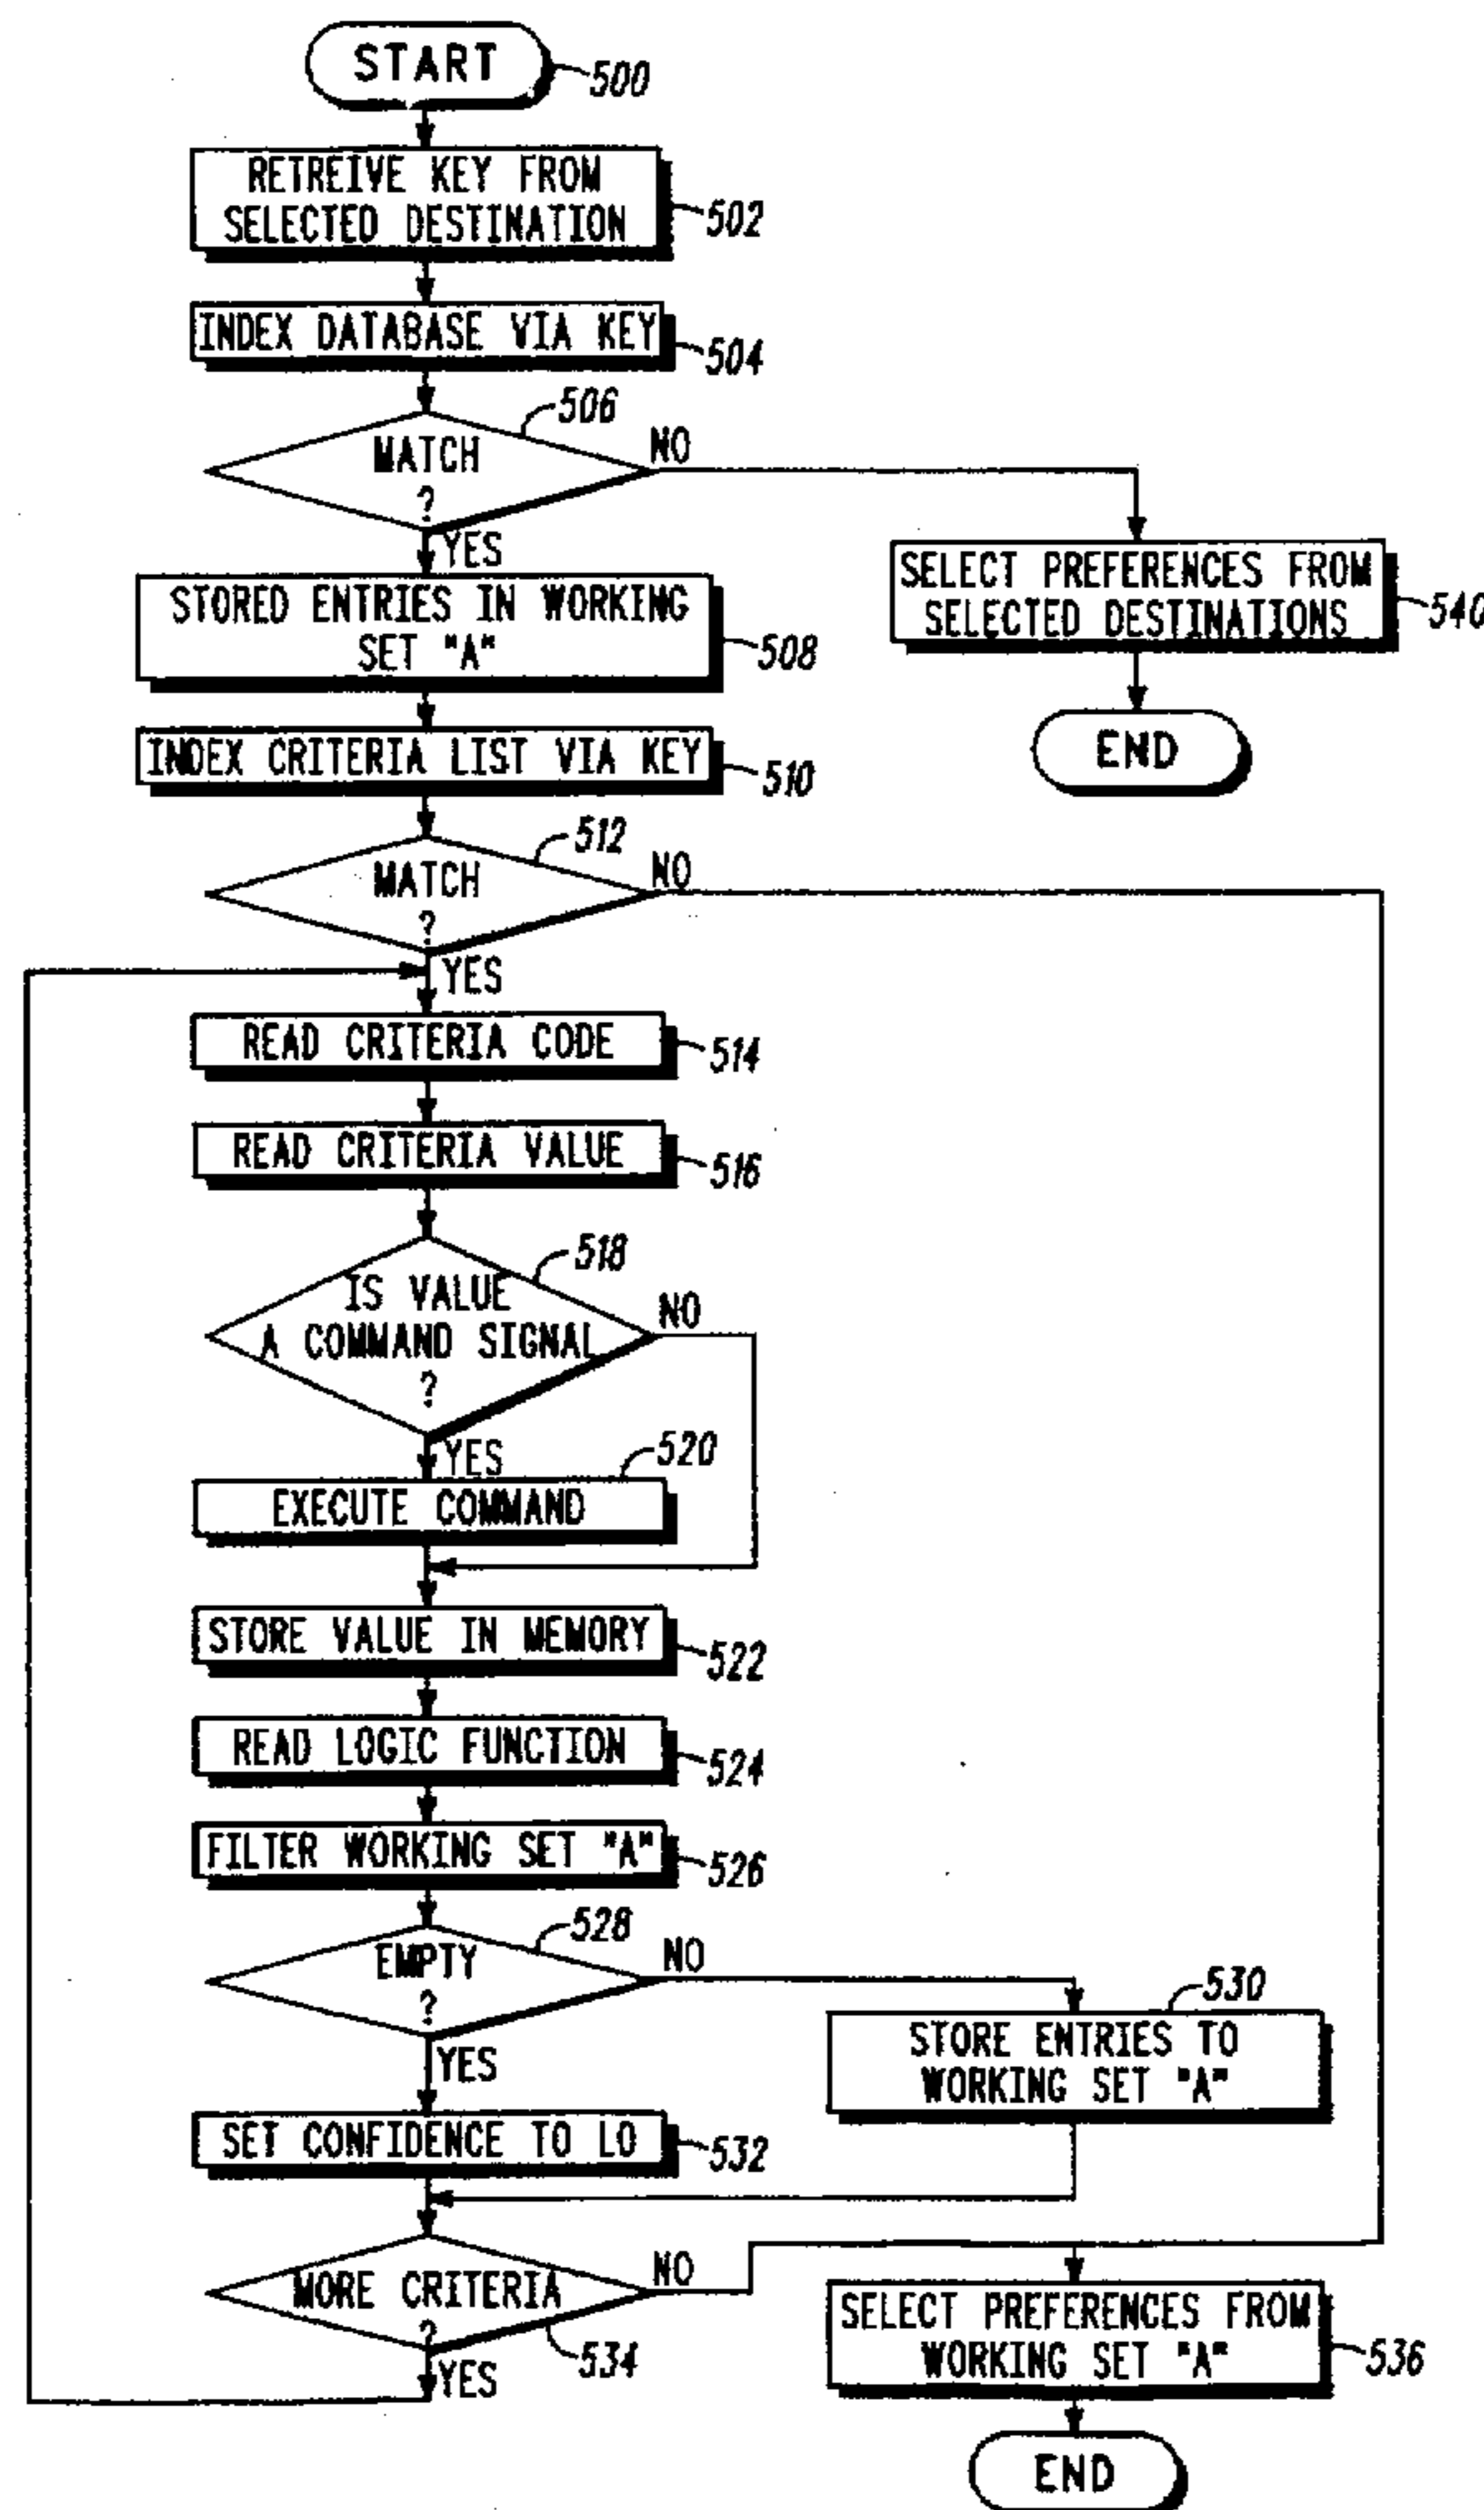 START
500
RETREIVE KEY FROM
SELECTED DESTINATION
502
INDEX DATABASE VIA KEY
504
506
MATCH
?
NO
YES
STORED ENTRIES IN WORKING
SET "A"
508
SELECT PREFERENCES FROM
SELECTED DESTINATIONS
540
END
INDEX CRITERIA LIST VIA KEY
510
512
MATCH
?
NO
YES
READ CRITERIA CODE
514
READ CRITERIA VALUE
516
518
IS VALUE
A COMMAND SIGNAL
?
NO
YES
520
EXECUTE COMMAND
STORE VALUE IN MEMORY
522
READ LOGIC FUNCTION
524
FILTER WORKING SET "A"
526
528
EMPTY
?
NO
YES
530
STORE ENTRIES TO
WORKING SET "A"
SET CONFIDENCE TO LO
532
MORE CRITERIA
?
NO
534
YES
SELECT PREFERENCES FROM
WORKING SET "A"
536
END